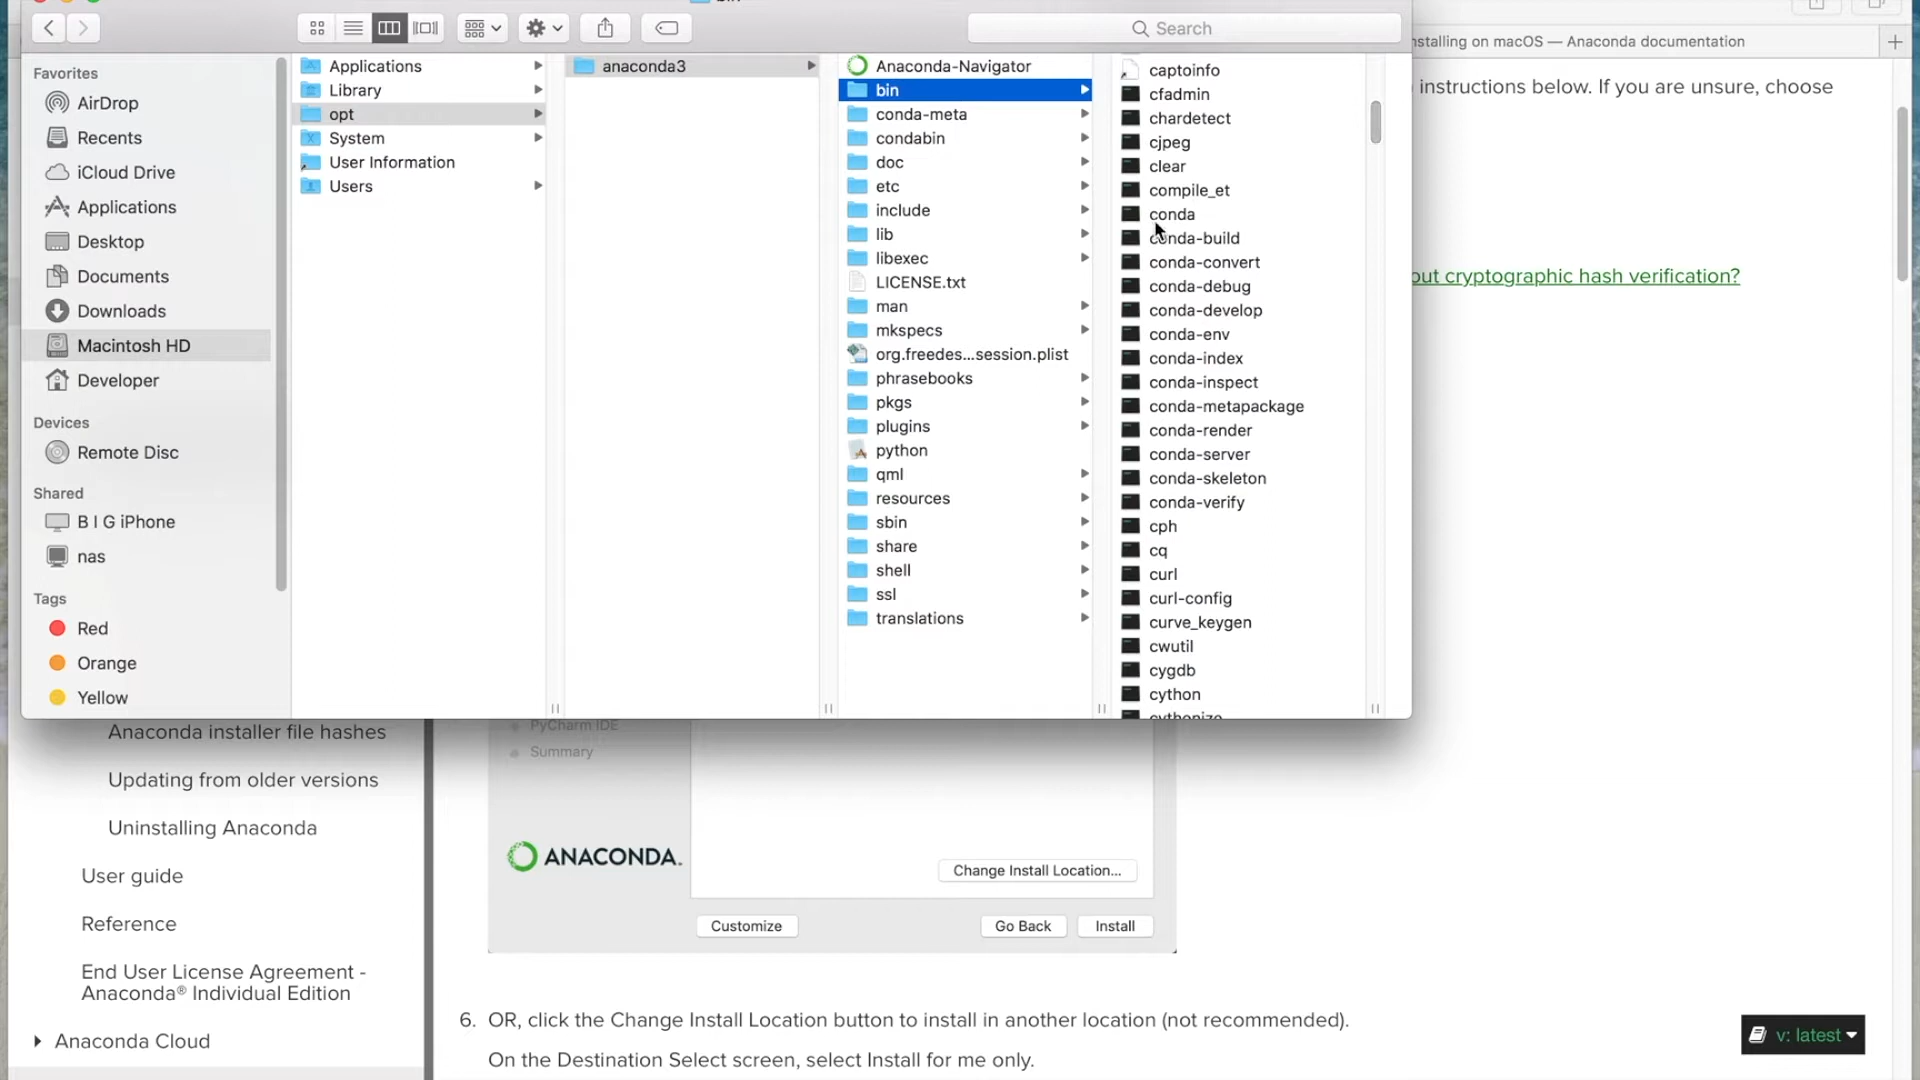 Search
nstalling on macOS — Anaconda documentation
Favorites
AirDrop
Recents
iCloud Drive
Applications
Desktop
Documents
Downloads
Macintosh HD
Developer
Devices
Remote Disc
Shared
B I G iPhone
nas
Tags
Red
Orange
Yellow
Applications
Library
opt
System
User Information
Users
anaconda3
Anaconda-Navigator
bin
conda-meta
condabin
doc
etc
include
lib
libexec
LICENSE.txt
man
mkspecs
org.freedes...session.plist
phrasebooks
pkgs
plugins
python
qml
resources
sbin
share
shell
ssl
translations
captoinfo
cfadmin
chardetect
cjpeg
clear
compile_et
conda
conda-build
conda-convert
conda-debug
conda-develop
conda-env
conda-index
conda-inspect
conda-metapackage
conda-render
conda-server
conda-skeleton
conda-verify
cph
cq
curl
curl-config
curve_keygen
cwutil
cygdb
cython
cythonize
instructions below. If you are unsure, choose
out cryptographic hash verification?
Anaconda installer file hashes
Updating from older versions
Uninstalling Anaconda
User guide
Reference
End User License Agreement -
Anaconda® Individual Edition
Anaconda Cloud
PyCharm IDE
Summary
ANACONDA.
Change Install Location...
Customize
Go Back
Install
6. OR, click the Change Install Location button to install in another location (not recommended).
On the Destination Select screen, select Install for me only.
v: latest